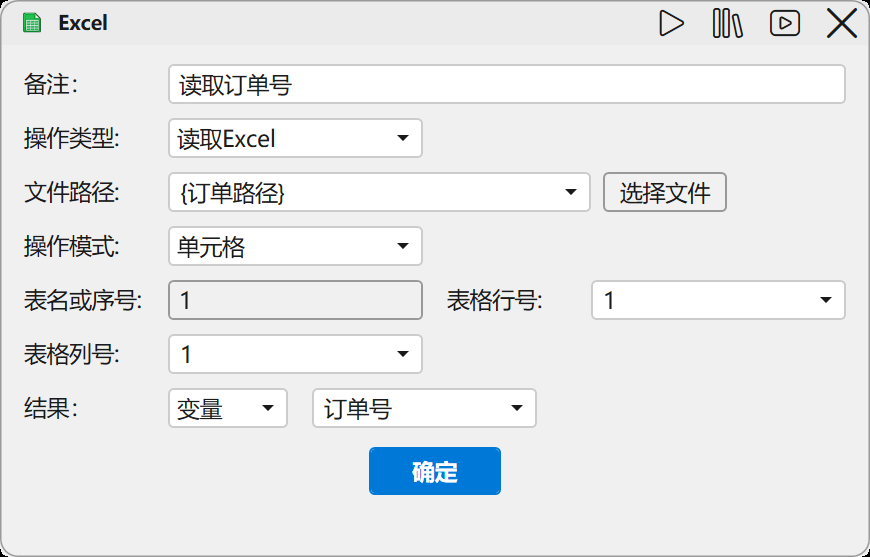 Excel
备注： 读取订单号
操作类型: 读取Excel
文件路径: {订单路径} 选择文件
操作模式: 单元格
表名或序号: 1 表格行号: 1
表格列号: 1
结果： 变量 订单号
确定